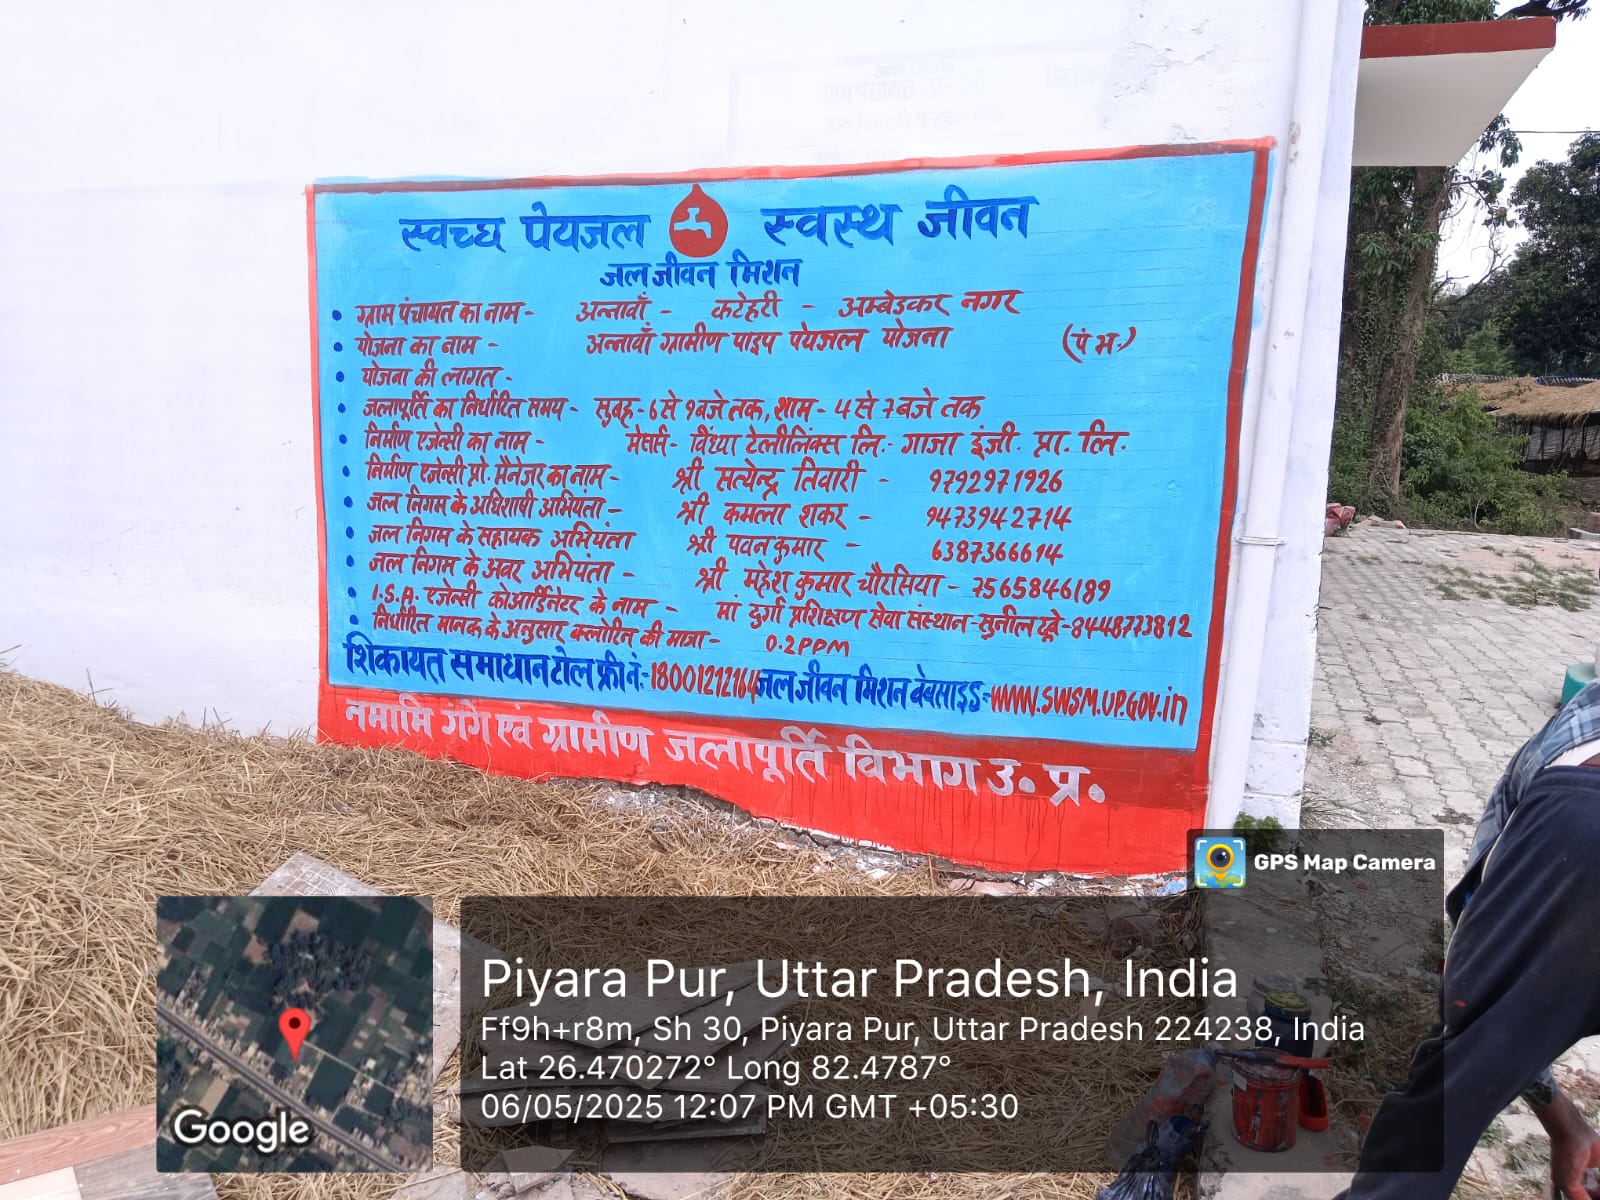 स्वच्छ पेयजल स्वस्थ जीवन
जल जीवन मिशन
• ग्राम पंचायत का नाम - अन्नावाँ - कटेहरी - अम्बेडकर नगर
• योजना का नाम - अन्नावाँ ग्रामीण पाइप पेयजल योजना (पं भ.)
• योजना की लागत -
• जलापूर्ति का निर्धारित समय - सुबह - 6 से 9 बजे तक, शाम - 4 से 7 बजे तक
• निर्माण एजेन्सी का नाम - मेसर्स - विंध्या टेलीलिंक्स लि: गाजा इंजी. प्रा. लि.
• निर्माण एजेन्सी प्रो. मैनेजर का नाम - श्री सत्येन्द्र तिवारी - 9792971926
• जल निगम के अधिशाषी अभियंता - श्री कमला शंकर - 9473942714
• जल निगम के सहायक अभियंता श्री पवन कुमार - 6387366614
• जल निगम के अवर अभियंता - श्री महेश कुमार चौरसिया - 7565846189
• I.S.A. एजेन्सी कोआर्डिनेटर के नाम - मां दुर्गा प्रशिक्षण सेवा संस्थान - सुनील दूबे - 8448773812
• निर्धारित मानक के अनुसार क्लोरिन की मात्रा - 0.2PPM
शिकायत समाधान टोल फ्री नं:- 18001212164 जल जीवन मिशन वेबसाइड:- WWW.SWSM.UP.GOV.in
नमामि गंगे एवं ग्रामीण जलापूर्ति विभाग उ. प्र.
GPS Map Camera
Piyara Pur, Uttar Pradesh, India
Ff9h+r8m, Sh 30, Piyara Pur, Uttar Pradesh 224238, India
Lat 26.470272° Long 82.4787°
06/05/2025 12:07 PM GMT +05:30
Google